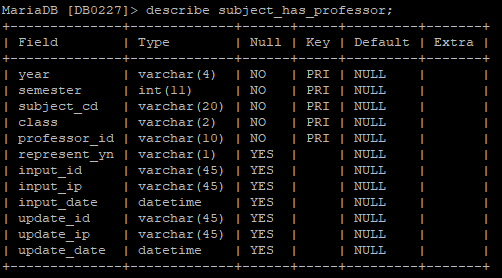 MariaDB [DB0227]> describe subject_has_professor;
+--------------+-------------+------+-----+---------+-------+
| Field        | Type        | Null | Key | Default | Extra |
+--------------+-------------+------+-----+---------+-------+
| year         | varchar(4)  | NO   | PRI | NULL    |       |
| semester     | int(11)     | NO   | PRI | NULL    |       |
| subject_cd   | varchar(20) | NO   | PRI | NULL    |       |
| class        | varchar(2)  | NO   | PRI | NULL    |       |
| professor_id | varchar(10) | NO   | PRI | NULL    |       |
| represent_yn | varchar(1)  | YES  |     | NULL    |       |
| input_id     | varchar(45) | YES  |     | NULL    |       |
| input_ip     | varchar(45) | YES  |     | NULL    |       |
| input_date   | datetime    | YES  |     | NULL    |       |
| update_id    | varchar(45) | YES  |     | NULL    |       |
| update_ip    | varchar(45) | YES  |     | NULL    |       |
| update_date  | datetime    | YES  |     | NULL    |       |
+--------------+-------------+------+-----+---------+-------+